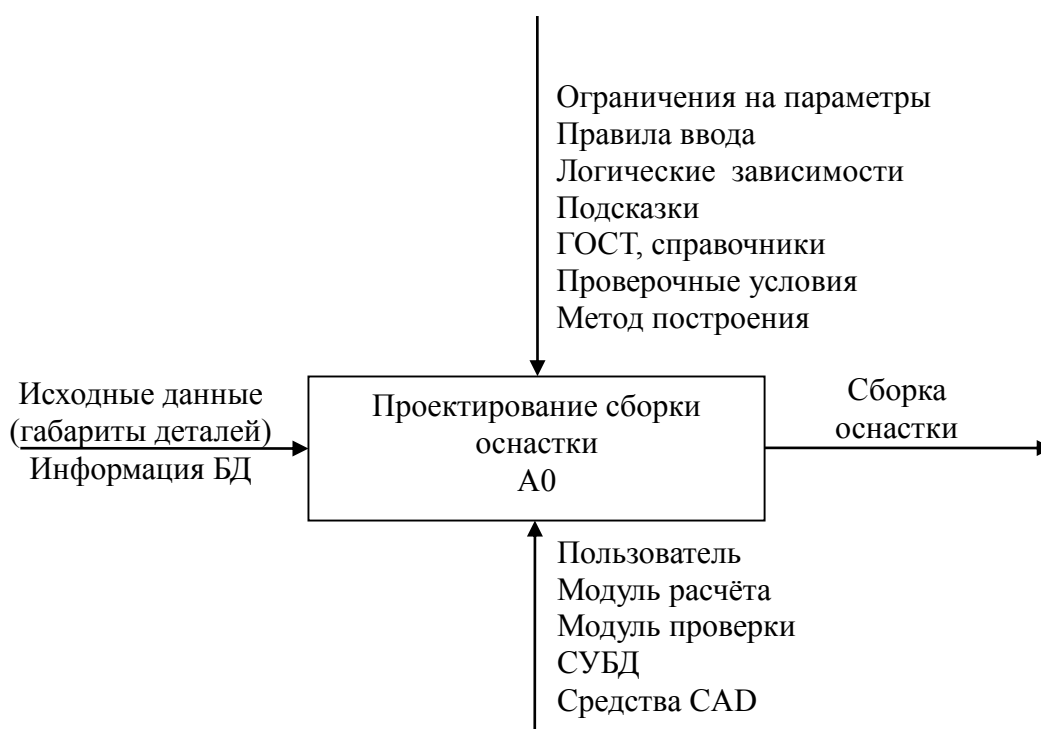 Ограничения на параметры
Правила ввода
Логические зависимости
Подсказки
ГОСТ, справочники
Проверочные условия
Метод построения
Исходные данные
(габариты деталей)
Информация БД
Проектирование сборки
оснастки
А0
Сборка
оснастки
Пользователь
Модуль расчёта
Модуль проверки
СУБД
Средства CAD